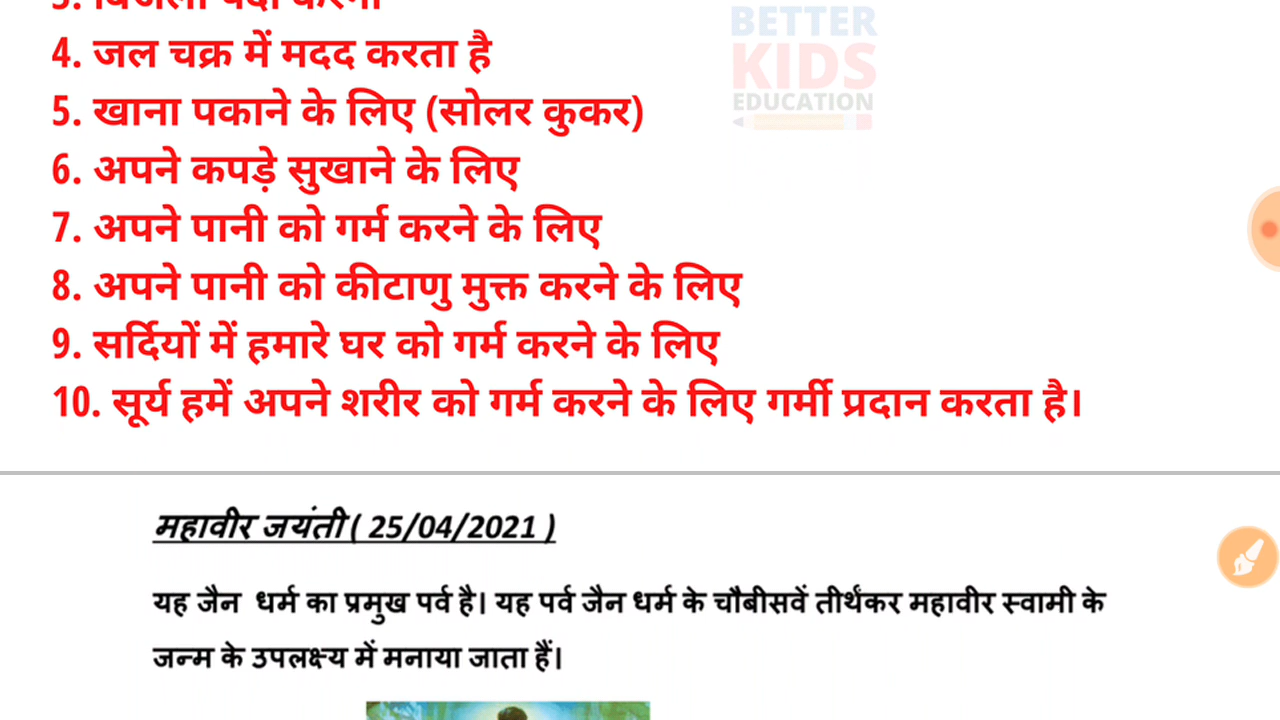 4. जल चक्र में मदद करता है
5. खाना पकाने के लिए (सोलर कुकर)
6. अपने कपड़े सुखाने के लिए
7. अपने पानी को गर्म करने के लिए
8. अपने पानी को कीटाणु मुक्त करने के लिए
9. सर्दियों में हमारे घर को गर्म करने के लिए
10. सूर्य हमें अपने शरीर को गर्म करने के लिए गर्मी प्रदान करता है।
BETTER
KIDS
EDUCATION
महावीर जयंती ( 25/04/2021 )
यह जैन धर्म का प्रमुख पर्व है। यह पर्व जैन धर्म के चौबीसवें तीर्थंकर महावीर स्वामी के
जन्म के उपलक्ष्य में मनाया जाता हैं।